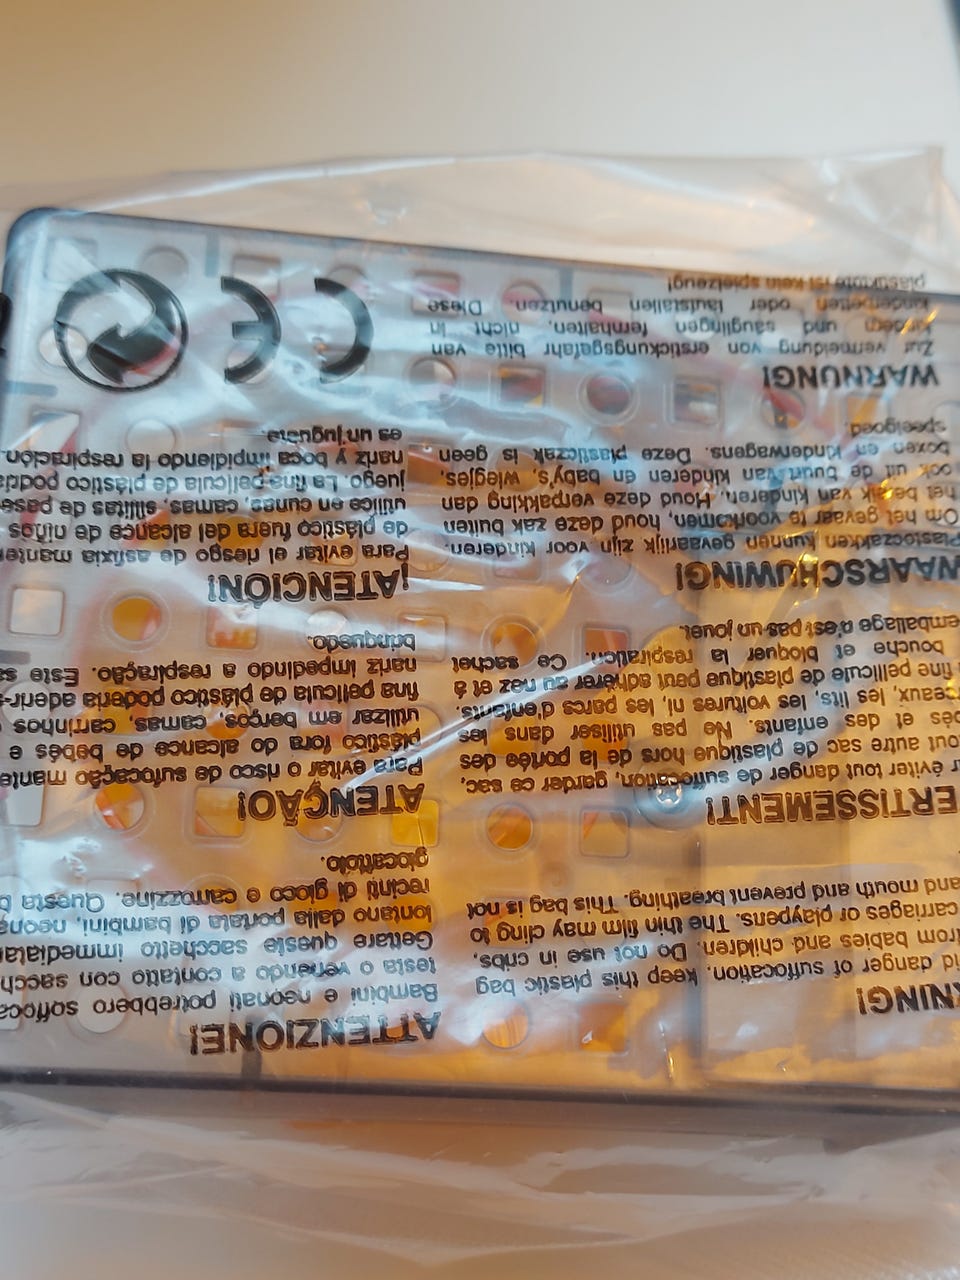 RNING!
danger of suffocation, keep this plastic bag
from babies and children. Do not use in cribs,
carriages or playpens. The thin film may cling to
and mouth and prevent breathing. This bag is not
ERTISSEMENT!
éviter tout danger de suffocation, garder ce sac,
tout autre sac de plastique hors de la portée des
bés et des enfants. Ne pas utiliser dans les
ceaux, les lits, les voitures ni, les parcs d'enfants.
fine pellicule de plastique peut adhérer au nez et à
bouche et bloquer la respiration. Ce sachet
emballage n'est pas un jouet.
WAARSCHUWING!
Plasticzakken kunnen gevaarlijk zijn voor kinderen.
Om het gevaar te voorkomen, houd deze zak buiten
het bereik van kinderen. Houd deze verpakking dan
ook uit de buurt van kinderen en baby's, wiegjes,
boxen en kinderwagens. Deze plasticzak is geen
speelgoed.
WARNUNG!
Zur vermeldung von erstickungsgefahr bitte van
kindern und säuglingen fernhalten, nicht in
kinderbetten oder laufstallen benutzen. Diese
plastiktüte ist kein spielzeug!
ATTENZIONE!
Bambini e neonati potrebbero soffoca
testa o venendo a contatto con sacch
Gettare queste sacchetto immediatar
lontano dalla portata di bambini, neona
recinti di gioco e carrozzine. Questa b
giocattolo.
ATENÇÃO!
Para evitar o risco de sufocação mante
plástico fora do alcance de bébés e
utilizar em berços, camas, carrinhos
fina película de plástico poderia aderir-s
nariz impedindo a respiração. Este sa
brinquedo.
¡ATENCIÓN!
Para evitar el riesgo de asfixia mantene
de plástico fuera del alcance de niños
utilice en cunas, camas, sillitas de pase
juego. La fina película de plástico podría
nariz y boca impidiendo la respiración.
es un juguete.
CE